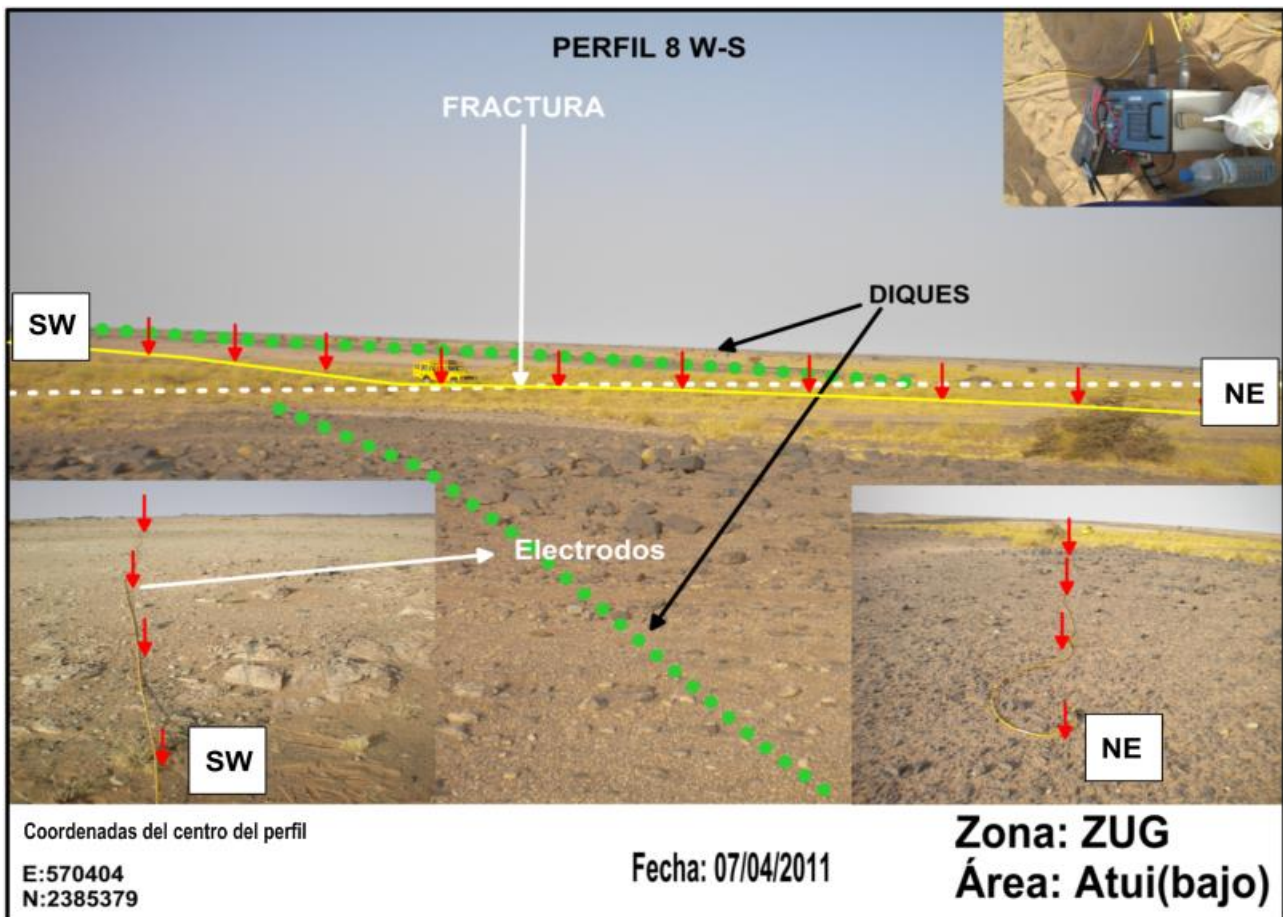 PERFIL 8 W-S
FRACTURA
DIQUES
SW
NE
Electrodos
SW
NE
Coordenadas del centro del perfil
E:570404
N:2385379
Fecha: 07/04/2011
Zona: ZUG
Área: Atui(bajo)